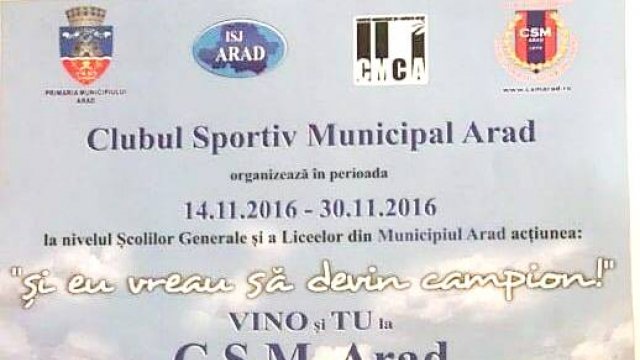 PRIMARIA MUNICIPIULUI
ARAD
ISJ
ARAD
CMCA
CSM
ARAD
www.csmarad.ro
Clubul Sportiv Municipal Arad
organizează în perioada
14.11.2016 - 30.11.2016
la nivelul Școlilor Generale și a Liceelor din Municipiul Arad acțiunea:
"și eu vreau să devin campion!"
VINO și TU la
C.S.M. Arad